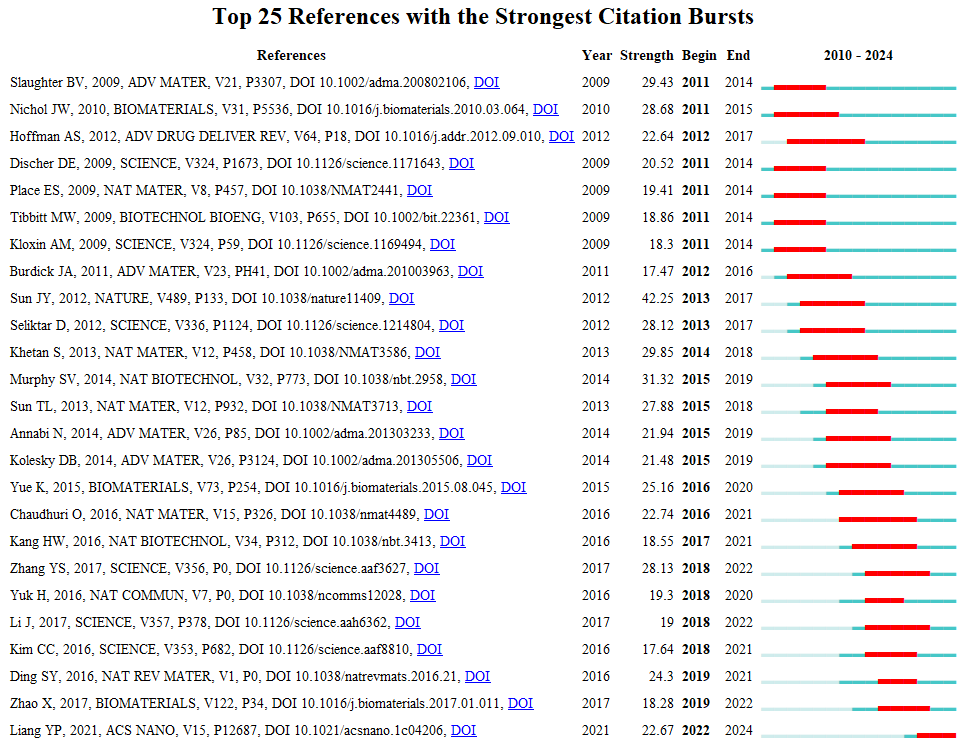 Top 25 References with the Strongest Citation Bursts
References Year Strength Begin End 2010 - 2024
Slaughter BV, 2009, ADV MATER, V21, P3307, DOI 10.1002/adma.200802106, DOI 2009 29.43 2011 2014
Nichol JW, 2010, BIOMATERIALS, V31, P5536, DOI 10.1016/j.biomaterials.2010.03.064, DOI 2010 28.68 2011 2015
Hoffman AS, 2012, ADV DRUG DELIVER REV, V64, P18, DOI 10.1016/j.addr.2012.09.010, DOI 2012 22.64 2012 2017
Discher DE, 2009, SCIENCE, V324, P1673, DOI 10.1126/science.1171643, DOI 2009 20.52 2011 2014
Place ES, 2009, NAT MATER, V8, P457, DOI 10.1038/NMAT2441, DOI 2009 19.41 2011 2014
Tibbitt MW, 2009, BIOTECHNOL BIOENG, V103, P655, DOI 10.1002/bit.22361, DOI 2009 18.86 2011 2014
Kloxin AM, 2009, SCIENCE, V324, P59, DOI 10.1126/science.1169494, DOI 2009 18.3 2011 2014
Burdick JA, 2011, ADV MATER, V23, PH41, DOI 10.1002/adma.201003963, DOI 2011 17.47 2012 2016
Sun JY, 2012, NATURE, V489, P133, DOI 10.1038/nature11409, DOI 2012 42.25 2013 2017
Seliktar D, 2012, SCIENCE, V336, P1124, DOI 10.1126/science.1214804, DOI 2012 28.12 2013 2017
Khetan S, 2013, NAT MATER, V12, P458, DOI 10.1038/NMAT3586, DOI 2013 29.85 2014 2018
Murphy SV, 2014, NAT BIOTECHNOL, V32, P773, DOI 10.1038/nbt.2958, DOI 2014 31.32 2015 2019
Sun TL, 2013, NAT MATER, V12, P932, DOI 10.1038/NMAT3713, DOI 2013 27.88 2015 2018
Annabi N, 2014, ADV MATER, V26, P85, DOI 10.1002/adma.201303233, DOI 2014 21.94 2015 2019
Kolesky DB, 2014, ADV MATER, V26, P3124, DOI 10.1002/adma.201305506, DOI 2014 21.48 2015 2019
Yue K, 2015, BIOMATERIALS, V73, P254, DOI 10.1016/j.biomaterials.2015.08.045, DOI 2015 25.16 2016 2020
Chaudhuri O, 2016, NAT MATER, V15, P326, DOI 10.1038/nmat4489, DOI 2016 22.74 2016 2021
Kang HW, 2016, NAT BIOTECHNOL, V34, P312, DOI 10.1038/nbt.3413, DOI 2016 18.55 2017 2021
Zhang YS, 2017, SCIENCE, V356, P0, DOI 10.1126/science.aaf3627, DOI 2017 28.13 2018 2022
Yuk H, 2016, NAT COMMUN, V7, P0, DOI 10.1038/ncomms12028, DOI 2016 19.3 2018 2020
Li J, 2017, SCIENCE, V357, P378, DOI 10.1126/science.aah6362, DOI 2017 19 2018 2022
Kim CC, 2016, SCIENCE, V353, P682, DOI 10.1126/science.aaf8810, DOI 2016 17.64 2018 2021
Ding SY, 2016, NAT REV MATER, V1, P0, DOI 10.1038/natrevmats.2016.21, DOI 2016 24.3 2019 2021
Zhao X, 2017, BIOMATERIALS, V122, P34, DOI 10.1016/j.biomaterials.2017.01.011, DOI 2017 18.28 2019 2022
Liang YP, 2021, ACS NANO, V15, P12687, DOI 10.1021/acsnano.1c04206, DOI 2021 22.67 2022 2024